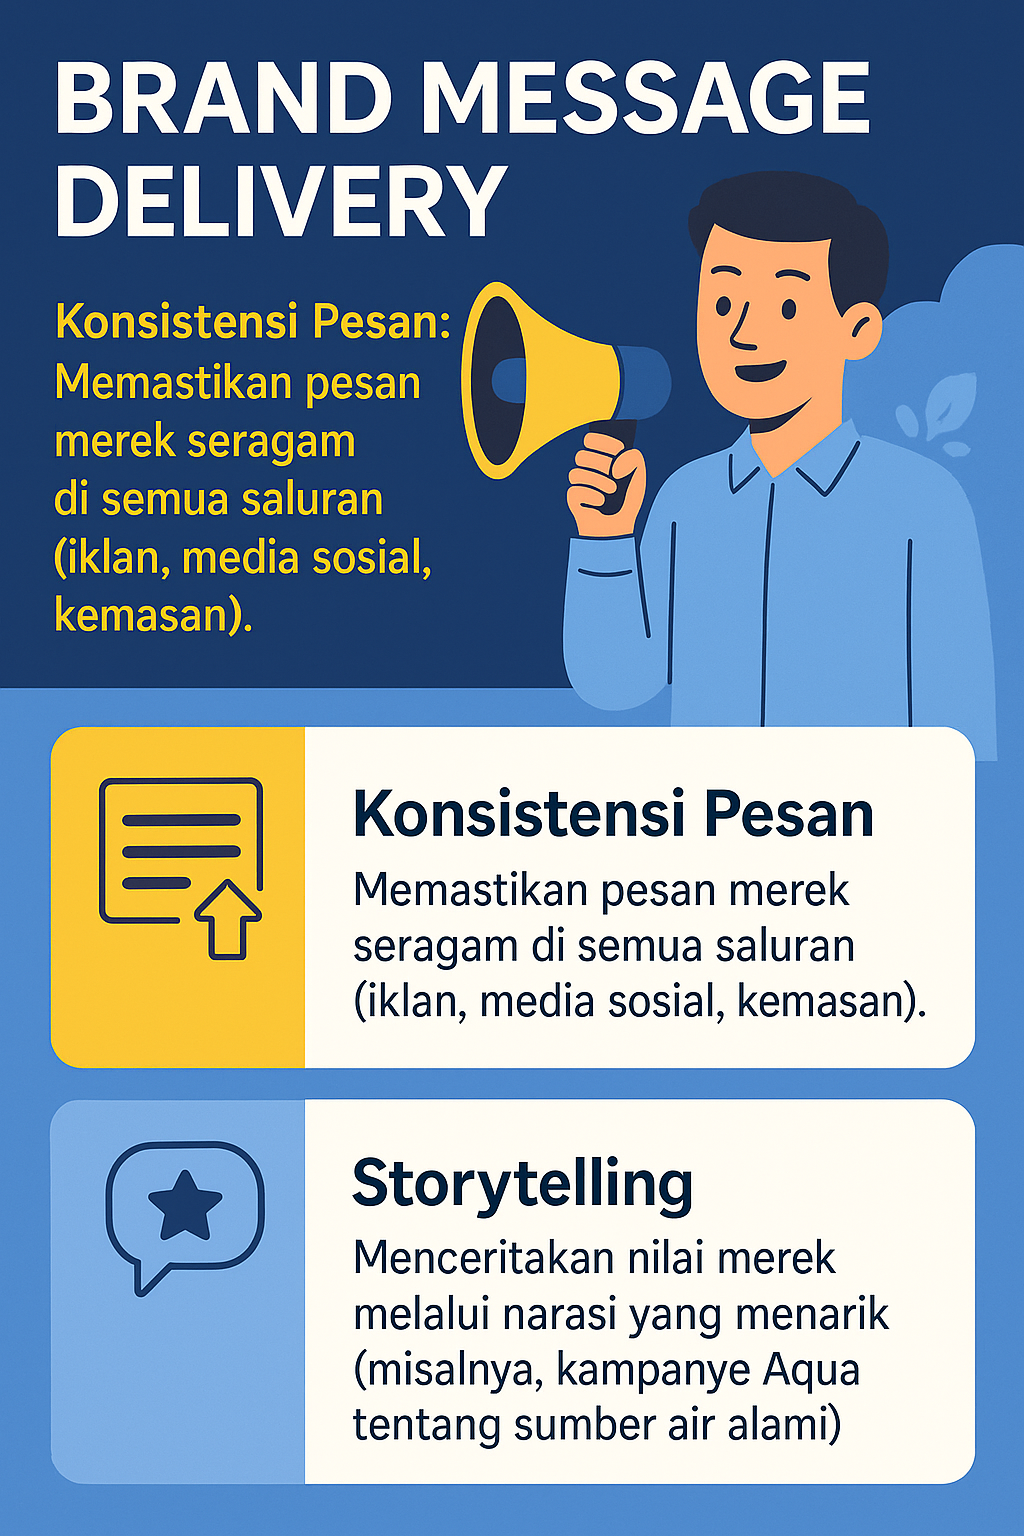 BRAND MESSAGE
DELIVERY
Konsistensi Pesan:
Memastikan pesan
merek seragam
di semua saluran
(iklan, media sosial,
kemasan).
Konsistensi Pesan
Memastikan pesan merek
seragam di semua saluran
(iklan, media sosial, kemasan).
Storytelling
Menceritakan nilai merek
melalui narasi yang menarik
(misalnya, kampanye Aqua
tentang sumber air alami)